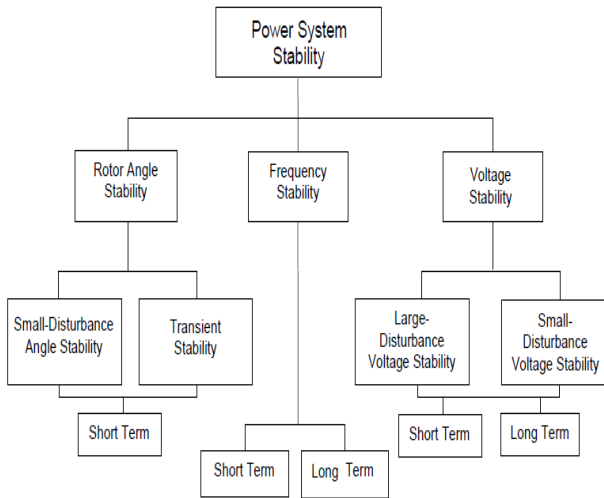 Power System
Stability
Rotor Angle
Stability
Frequency
Stability
Voltage
Stability
Small-Disturbance
Angle Stability
Transient
Stability
Large-
Disturbance
Voltage Stability
Small-
Disturbance
Voltage Stability
Short Term
Short Term
Long Term
Short Term
Long Term